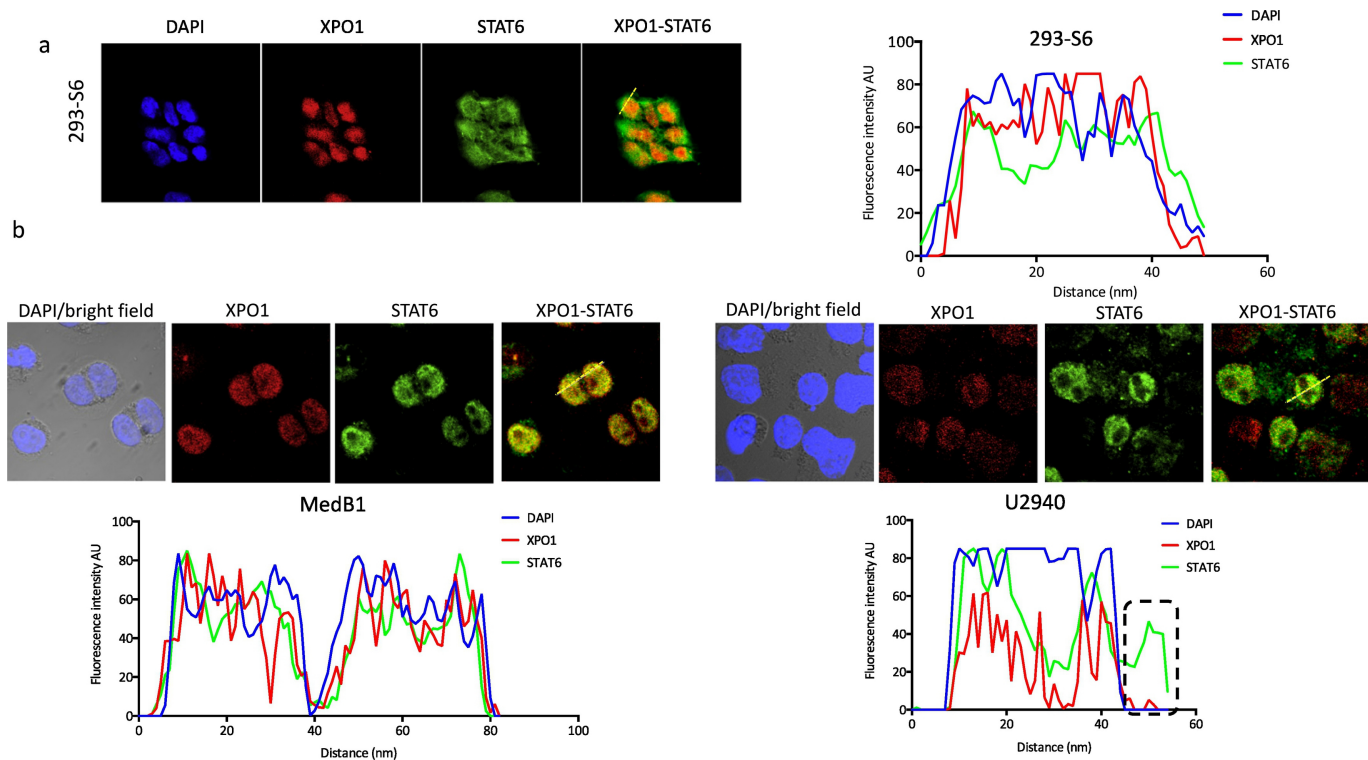 a
DAPI XPO1 STAT6 XPO1-STAT6
293-S6
293-S6
DAPI
XPO1
STAT6
Fluorescence intensity AU
100
80
60
40
20
0
0 20 40 60
Distance (nm)
b
DAPI/bright field XPO1 STAT6 XPO1-STAT6
DAPI/bright field XPO1 STAT6 XPO1-STAT6
MedB1
DAPI
XPO1
STAT6
Fluorescence intensity AU
100
80
60
40
20
0
0 20 40 60 80 100
Distance (nm)
U2940
DAPI
XPO1
STAT6
Fluorescence intensity AU
100
80
60
40
20
0
0 20 40 60
Distance (nm)